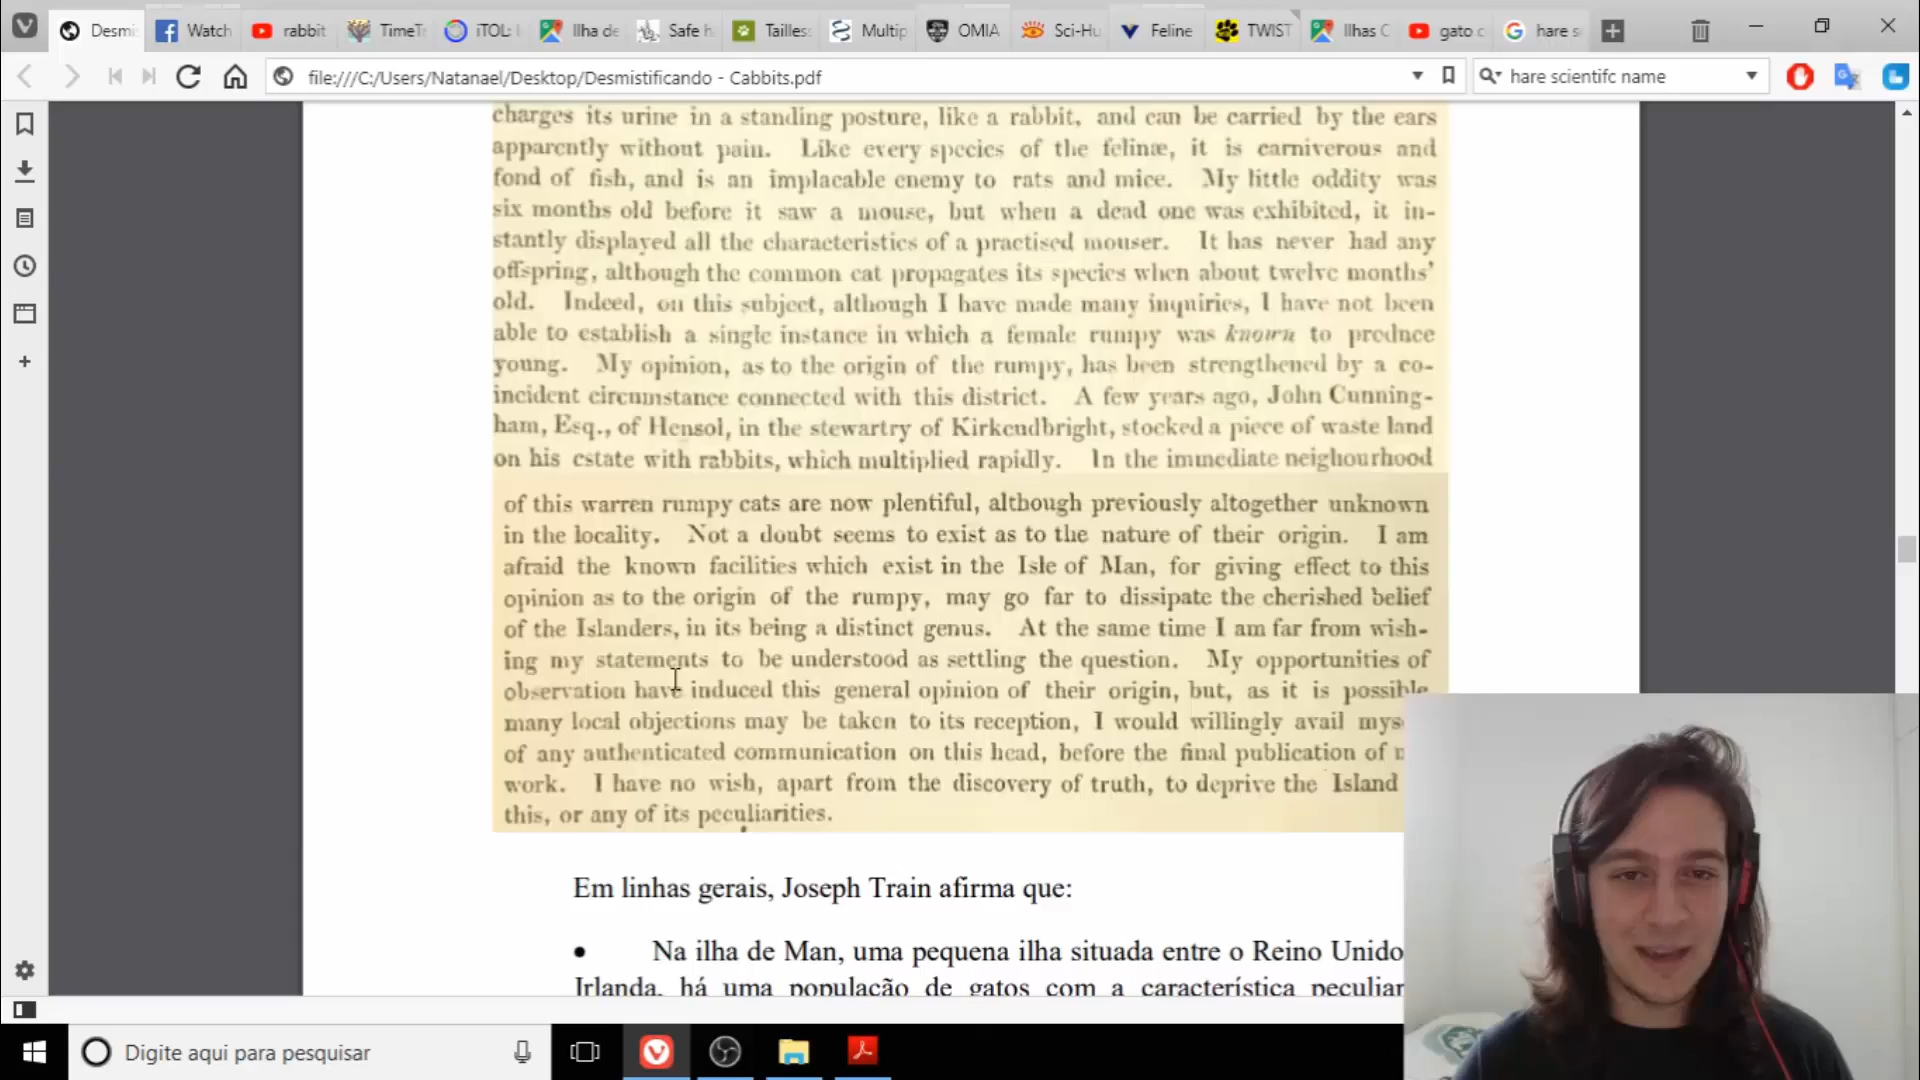 Desmi
Watch
rabbit
TimeT
iTOL: I
Ilha de
Safe h
Tailles
Multip
OMIA
Sci-Hu
Feline
TWIST
Ilhas C
gato c
hare s
file:///C:/Users/Natanael/Desktop/Desmistificando - Cabbits.pdf
hare scientifc name
charges its urine in a standing posture, like a rabbit, and can be carried by the ears
apparently without pain. Like every species of the felinæ, it is carniverous and
fond of fish, and is an implacable enemy to rats and mice. My little oddity was
six months old before it saw a mouse, but when a dead one was exhibited, it in-
stantly displayed all the characteristics of a practised mouser. It has never had any
offspring, although the common cat propagates its species when about twelve months'
old. Indeed, on this subject, although I have made many inquiries, I have not been
able to establish a single instance in which a female rumpy was known to produce
young. My opinion, as to the origin of the rumpy, has been strengthened by a co-
incident circumstance connected with this district. A few years ago, John Cunning-
ham, Esq., of Hensol, in the stewartry of Kirkcudbright, stocked a piece of waste land
on his estate with rabbits, which multiplied rapidly. In the immediate neighourhood
of this warren rumpy cats are now plentiful, although previously altogether unknown
in the locality. Not a doubt seems to exist as to the nature of their origin. I am
afraid the known facilities which exist in the Isle of Man, for giving effect to this
opinion as to the origin of the rumpy, may go far to dissipate the cherished belief
of the Islanders, in its being a distinct genus. At the same time I am far from wish-
ing my statements to be understood as settling the question. My opportunities of
observation have induced this general opinion of their origin, but, as it is possible
many local objections may be taken to its reception, I would willingly avail mys
of any authenticated communication on this head, before the final publication of
work. I have no wish, apart from the discovery of truth, to deprive the Island
this, or any of its peculiarities.
Em linhas gerais, Joseph Train afirma que:
• Na ilha de Man, uma pequena ilha situada entre o Reino Unido
Irlanda, há uma população de gatos com a característica peculiar
Digite aqui para pesquisar